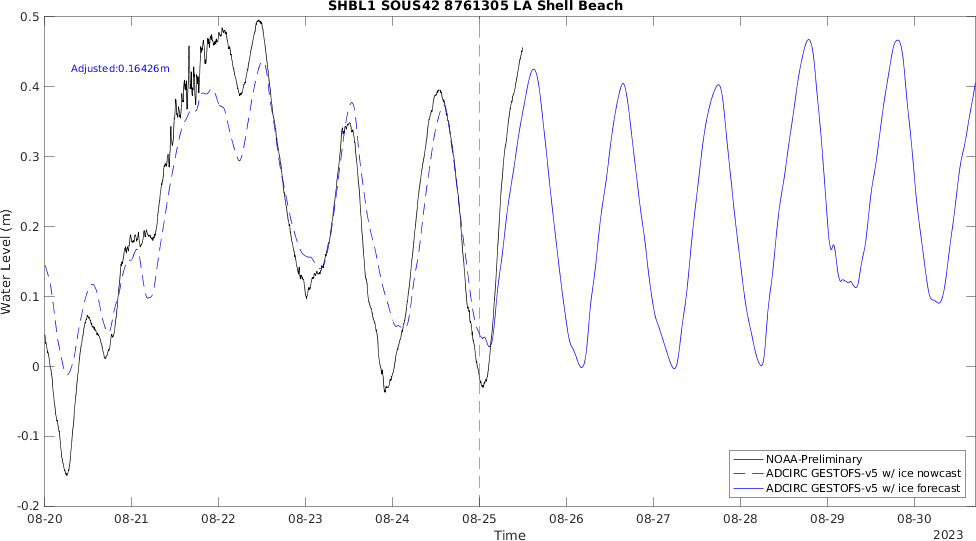 SHBL1 SOUS42 8761305 LA Shell Beach
Adjusted:0.16426m
Water Level (m)
0.5
0.4
0.3
0.2
0.1
0
-0.1
-0.2
NOAA-Preliminary
ADCIRC GESTOFS-v5 w/ ice nowcast
ADCIRC GESTOFS-v5 w/ ice forecast
08-20 08-21 08-22 08-23 08-24 08-25 08-26 08-27 08-28 08-29 08-30
Time
2023